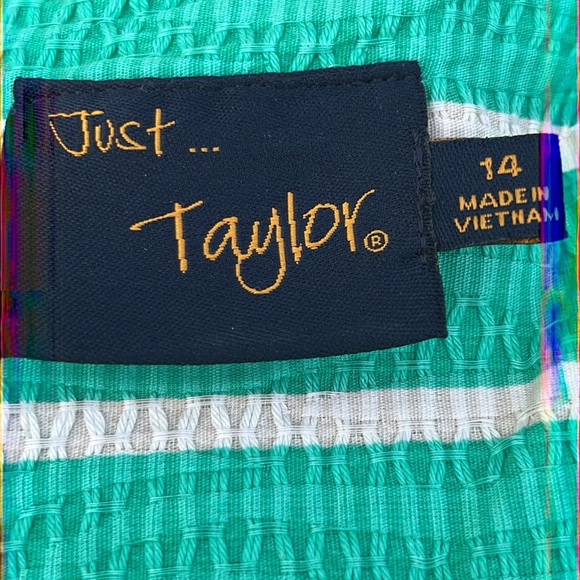 Just ...
Taylor®
14
MADE IN
VIETNAM